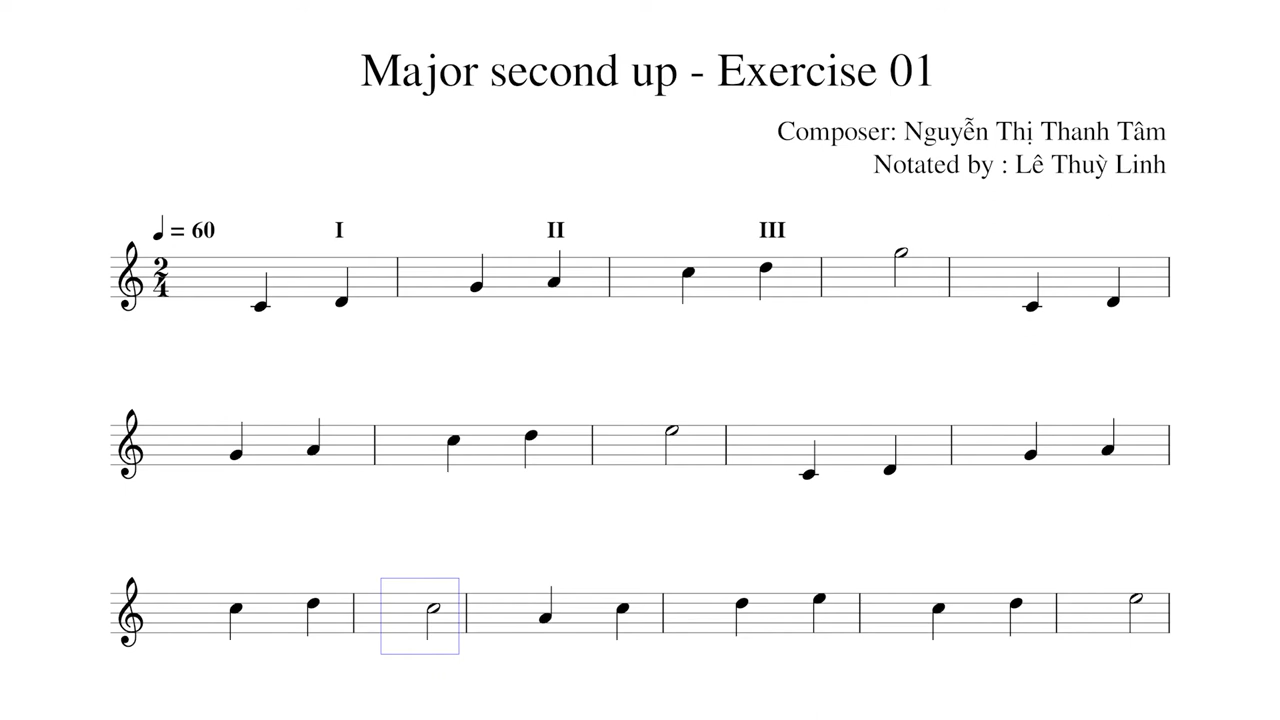 Major second up - Exercise 01
Composer: Nguyễn Thị Thanh Tâm
Notated by : Lê Thuỳ Linh
♩ = 60 I II III
2
4